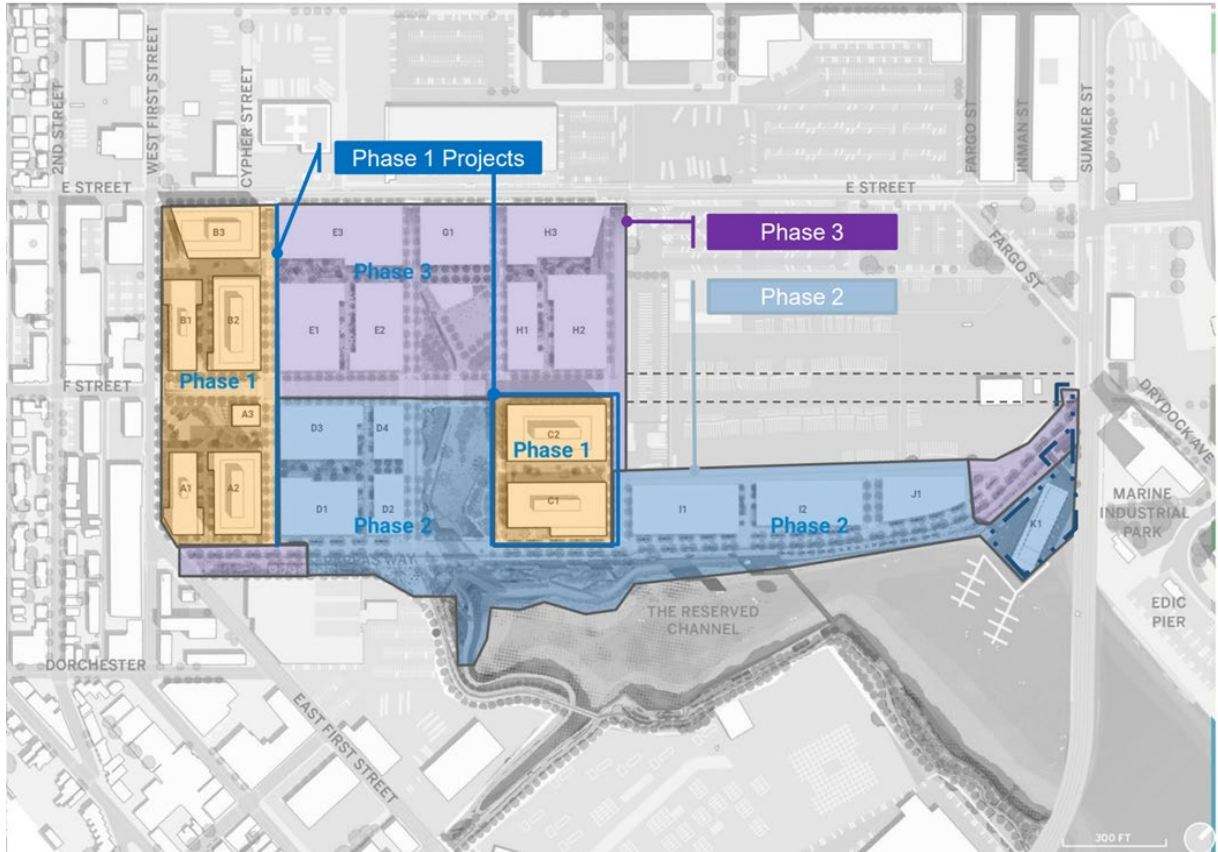 2ND STREET
WEST FIRST STREET
CYPHER STREET
FARGO ST
INMAN ST
SUMMER ST
Phase 1 Projects
E STREET
E STREET
B3
E3
G1
H3
Phase 3
Phase 3
FARGO ST
Phase 2
B1
B2
E1
E2
H1
H2
Phase 1
F STREET
DRYDOCK AVE
A3
D3
D4
C2
Phase 1
A1
A2
D1
D2
C1
Phase 2
I1
I2
J1
Phase 2
K1
MARINE
INDUSTRIAL
PARK
WAY
THE RESERVED
CHANNEL
EDIC
PIER
DORCHESTER
EAST FIRST STREET
300 FT